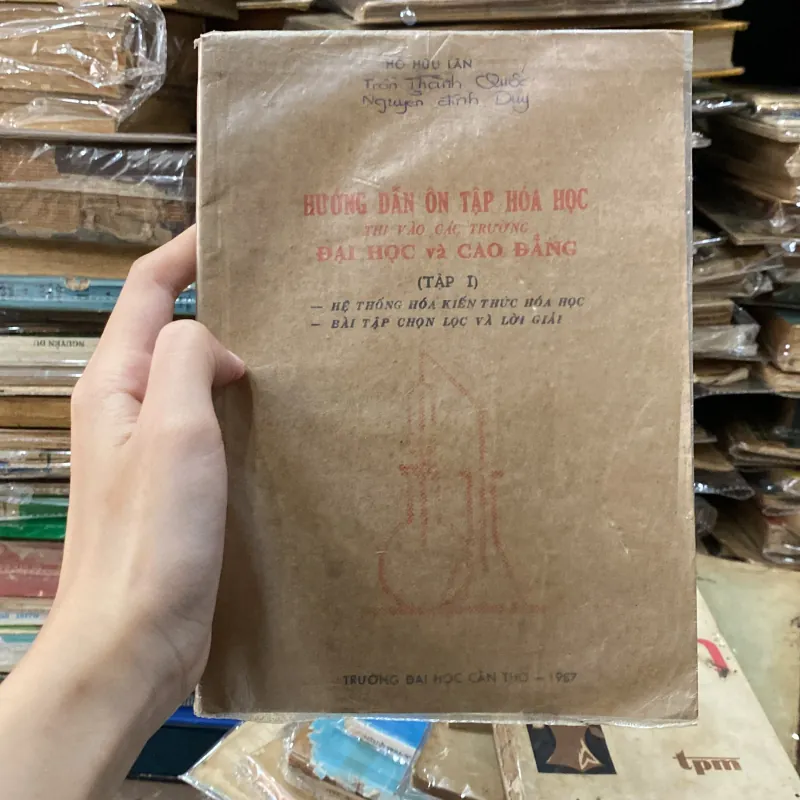 HỒ HỮU LÂN
Trần Thành Quốc
Nguyễn đình Duy
HƯỚNG DẪN ÔN TẬP HÓA HỌC
THI VÀO CÁC TRƯỜNG
ĐẠI HỌC và CAO ĐẲNG
(TẬP I)
— HỆ THỐNG HÓA KIẾN THỨC HÓA HỌC
— BÀI TẬP CHỌN LỌC VÀ LỜI GIẢI
TRƯỜNG ĐẠI HỌC CẦN THƠ — 1987
NGUYỄN DU
tpm